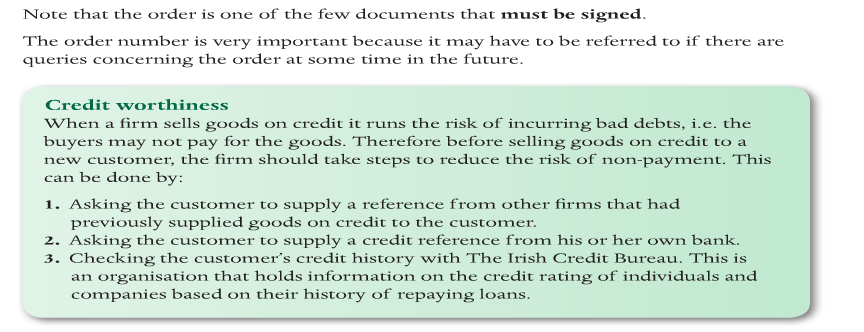 Note that the order is one of the few documents that must be signed.
The order number is very important because it may have to be referred to if there are
queries concerning the order at some time in the future.
Credit worthiness
When a firm sells goods on credit it runs the risk of incurring bad debts, i.e. the
buyers may not pay for the goods. Therefore before selling goods on credit to a
new customer, the firm should take steps to reduce the risk of non-payment. This
can be done by:
1. Asking the customer to supply a reference from other firms that had
previously supplied goods on credit to the customer.
2. Asking the customer to supply a credit reference from his or her own bank.
3. Checking the customer's credit history with The Irish Credit Bureau. This is
an organisation that holds information on the credit rating of individuals and
companies based on their history of repaying loans.